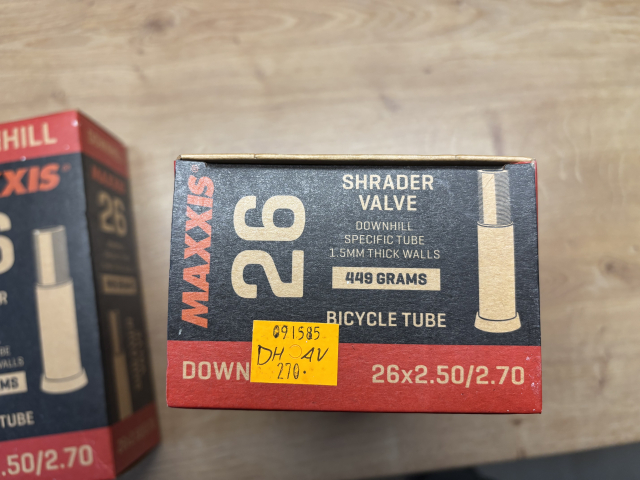 MAXXIS
26
SHRADER
VALVE
DOWNHILL
SPECIFIC TUBE
1.5MM THICK WALLS
449 GRAMS
BICYCLE TUBE
DOWN
26x2.50/2.70
091585
DH AV
270.
HILL
XXIS
MAXXIS
26
TUBE
.50/2.70